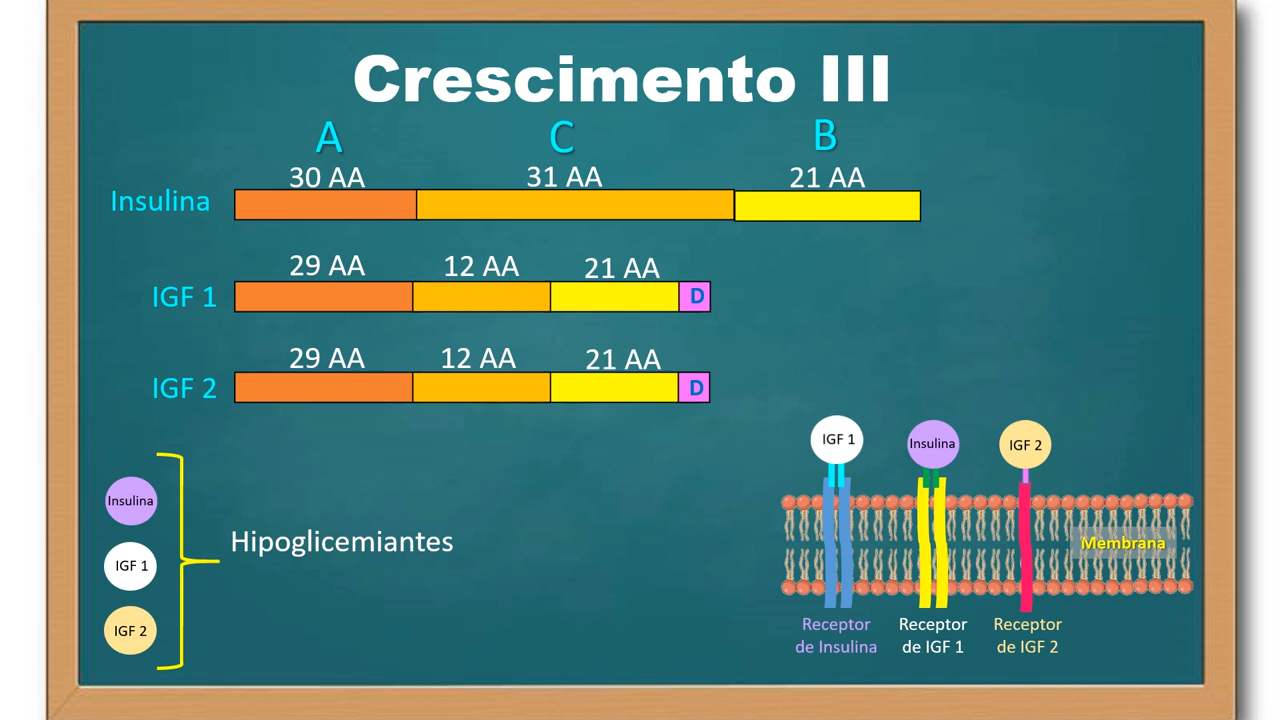 Crescimento III
A C B
30 AA 31 AA 21 AA
Insulina
29 AA 12 AA 21 AA
IGF 1 D
29 AA 12 AA 21 AA
IGF 2 D
IGF 1 Insulina IGF 2
Insulina
IGF 1
IGF 2
Hipoglicemiantes
Membrana
Receptor de Insulina
Receptor de IGF 1
Receptor de IGF 2